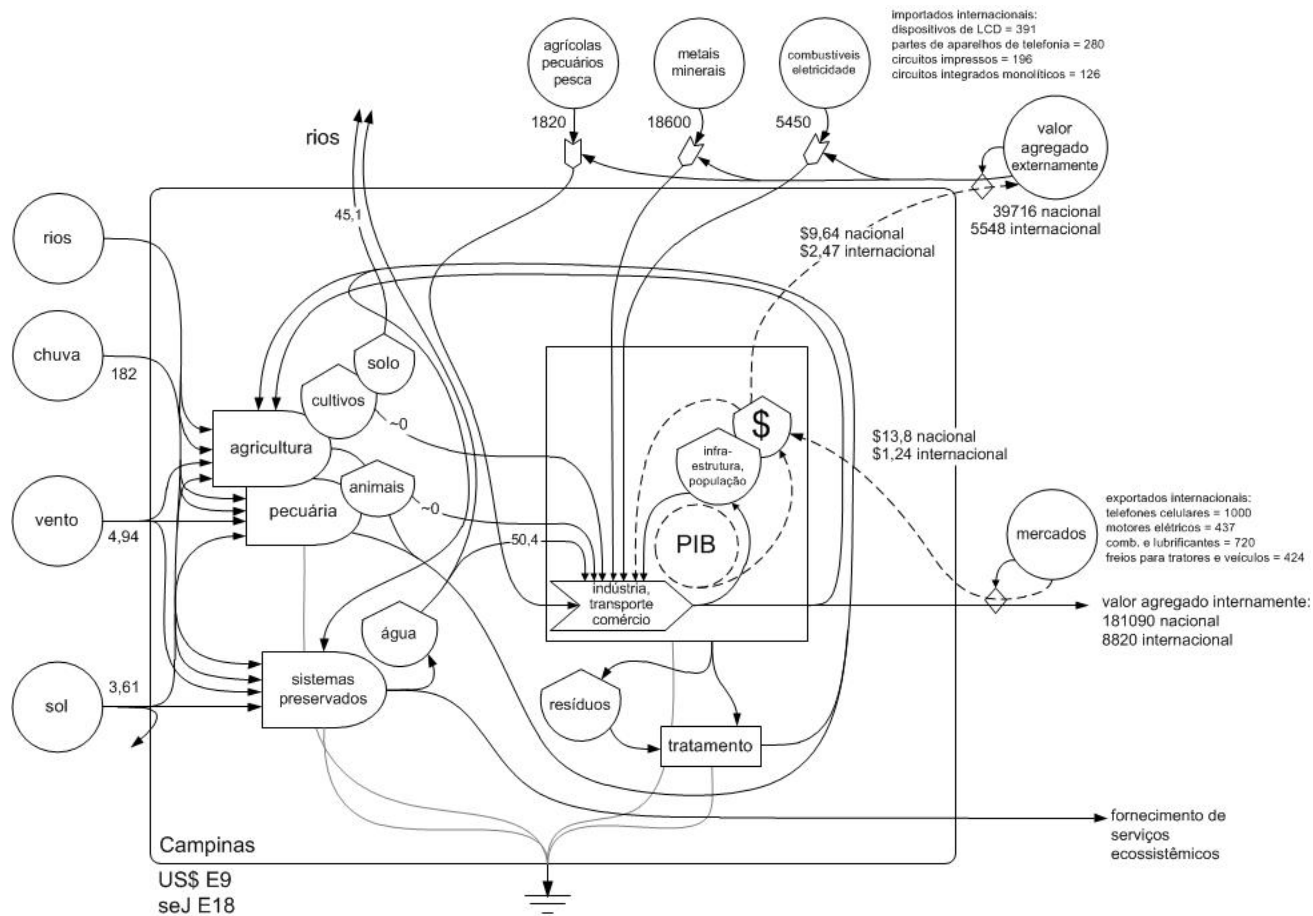 importados internacionais:
dispositivos de LCD = 391
partes de aparelhos de telefonia = 280
circuitos impressos = 196
circuitos integrados monolíticos = 126
agrícolas
pecuários
pesca
metais
minerais
combustíveis
eletricidade
1820
18600
5450
valor
agregado
externamente
39716 nacional
5548 internacional
rios
45,1
$9,64 nacional
$2,47 internacional
rios
chuva
182
solo
cultivos
~0
agricultura
$
infra-
estrutura,
população
$13,8 nacional
$1,24 internacional
animais
~0
pecuária
vento
4,94
50,4
PIB
exportados internacionais:
telefones celulares = 1000
motores elétricos = 437
comb. e lubrificantes = 720
freios para tratores e veículos = 424
mercados
indústria,
transporte
comércio
valor agregado internamente:
181090 nacional
8820 internacional
água
sistemas
preservados
sol
3,61
resíduos
tratamento
fornecimento de
serviços
ecossistêmicos
Campinas
US$ E9
seJ E18